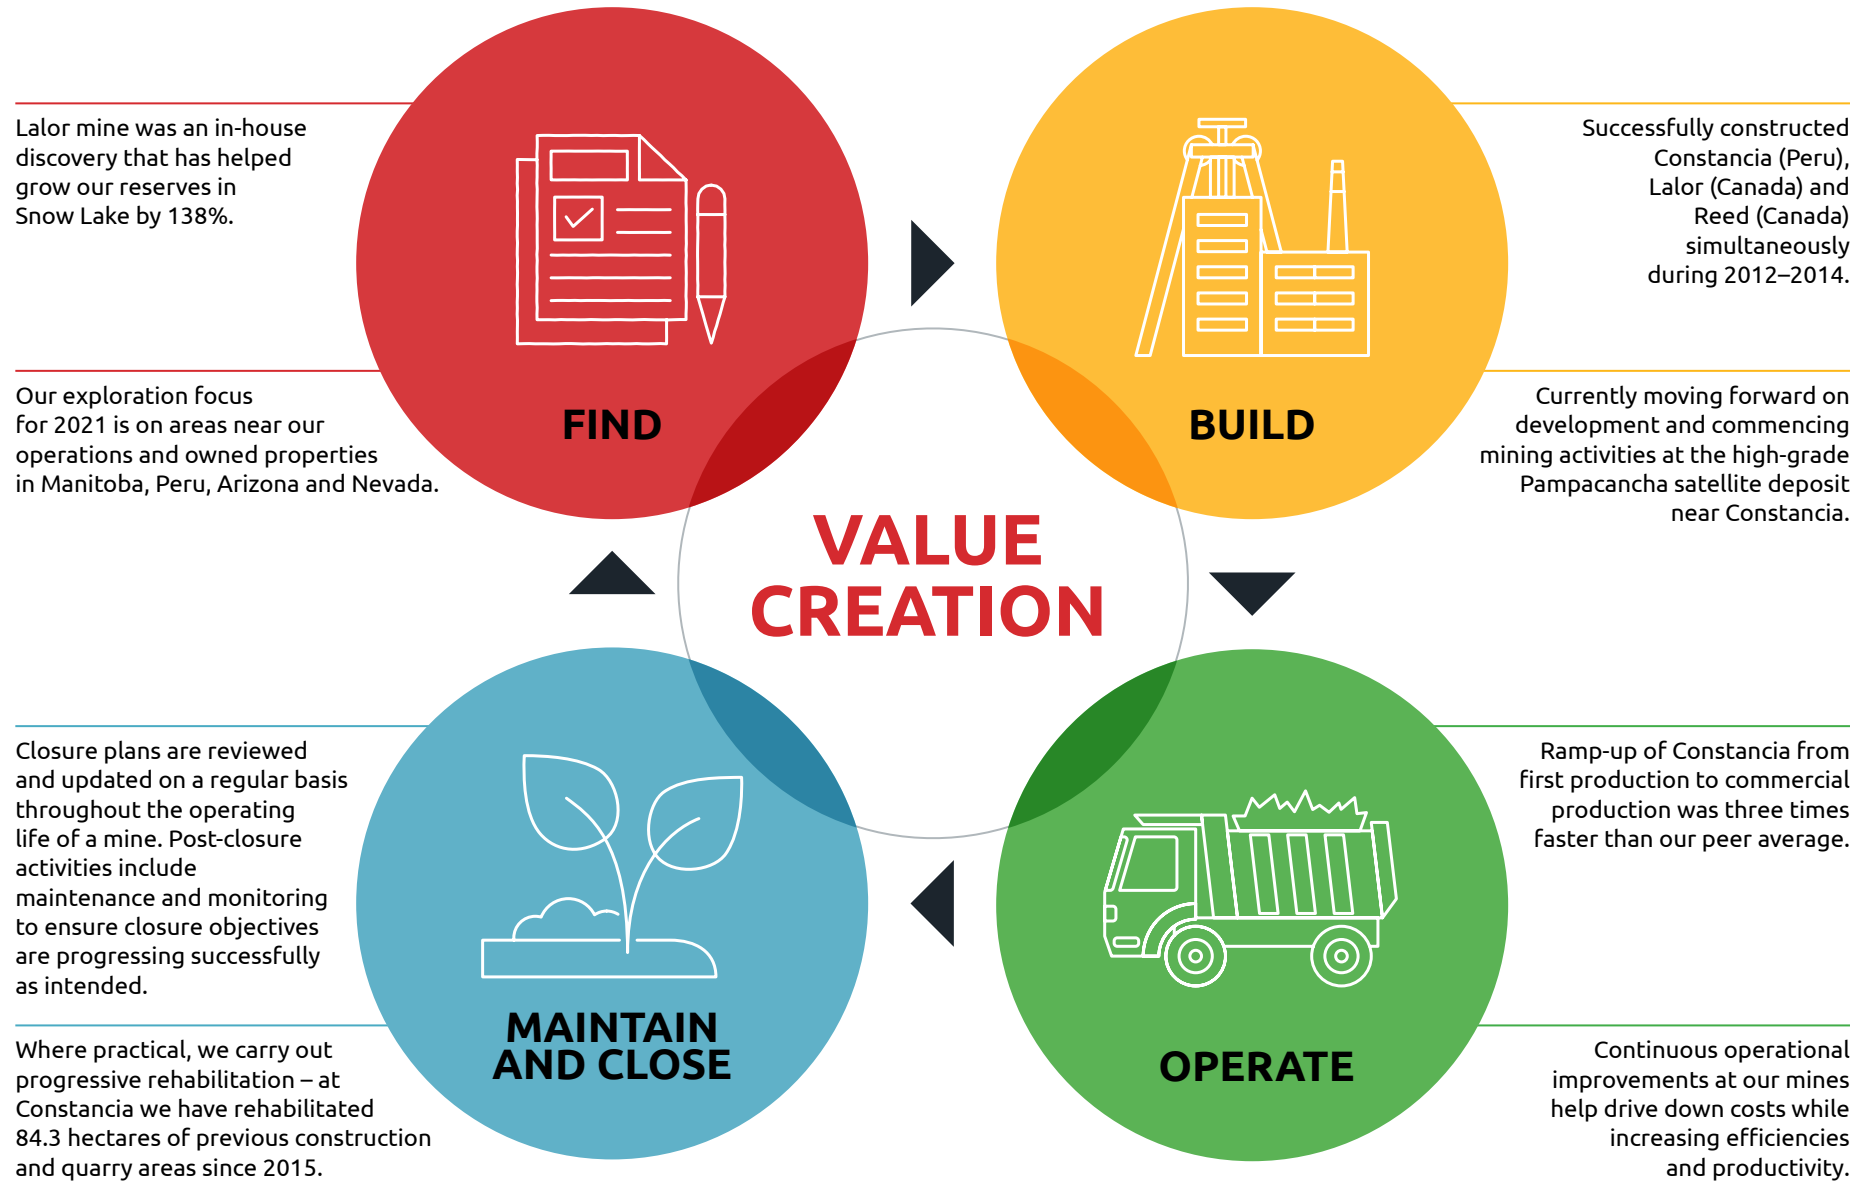 Lalor mine was an in-house
discovery that has helped
grow our reserves in
Snow Lake by 138%.
Our exploration focus
for 2021 is on areas near our
operations and owned properties
in Manitoba, Peru, Arizona and Nevada.
FIND
BUILD
Successfully constructed
Constancia (Peru),
Lalor (Canada) and
Reed (Canada)
simultaneously
during 2012–2014.
Currently moving forward on
development and commencing
mining activities at the high-grade
Pampacancha satellite deposit
near Constancia.
VALUE
CREATION
Closure plans are reviewed
and updated on a regular basis
throughout the operating
life of a mine. Post-closure
activities include
maintenance and monitoring
to ensure closure objectives
are progressing successfully
as intended.
Where practical, we carry out
progressive rehabilitation – at
Constancia we have rehabilitated
84.3 hectares of previous construction
and quarry areas since 2015.
MAINTAIN
AND CLOSE
OPERATE
Ramp-up of Constancia from
first production to commercial
production was three times
faster than our peer average.
Continuous operational
improvements at our mines
help drive down costs while
increasing efficiencies
and productivity.